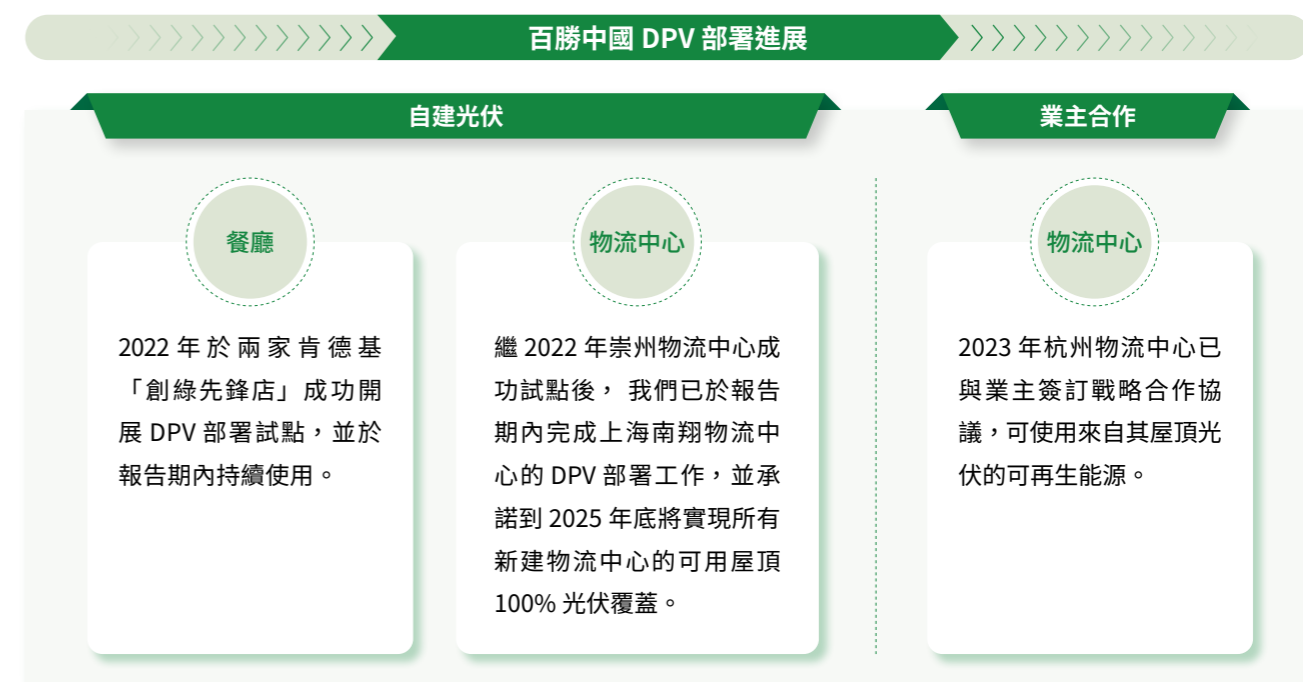 百勝中國 DPV 部署進展
自建光伏
餐廳
2022 年於兩家肯德基
「創綠先鋒店」成功開
展 DPV 部署試點，並於
報告期內持續使用。
物流中心
繼 2022 年崇州物流中心成
功試點後， 我們已於報告
期內完成上海南翔物流中
心的 DPV 部署工作，並承
諾到 2025 年底將實現所有
新建物流中心的可用屋頂
100% 光伏覆蓋。
業主合作
物流中心
2023 年杭州物流中心已
與業主簽訂戰略合作協
議，可使用來自其屋頂光
伏的可再生能源。